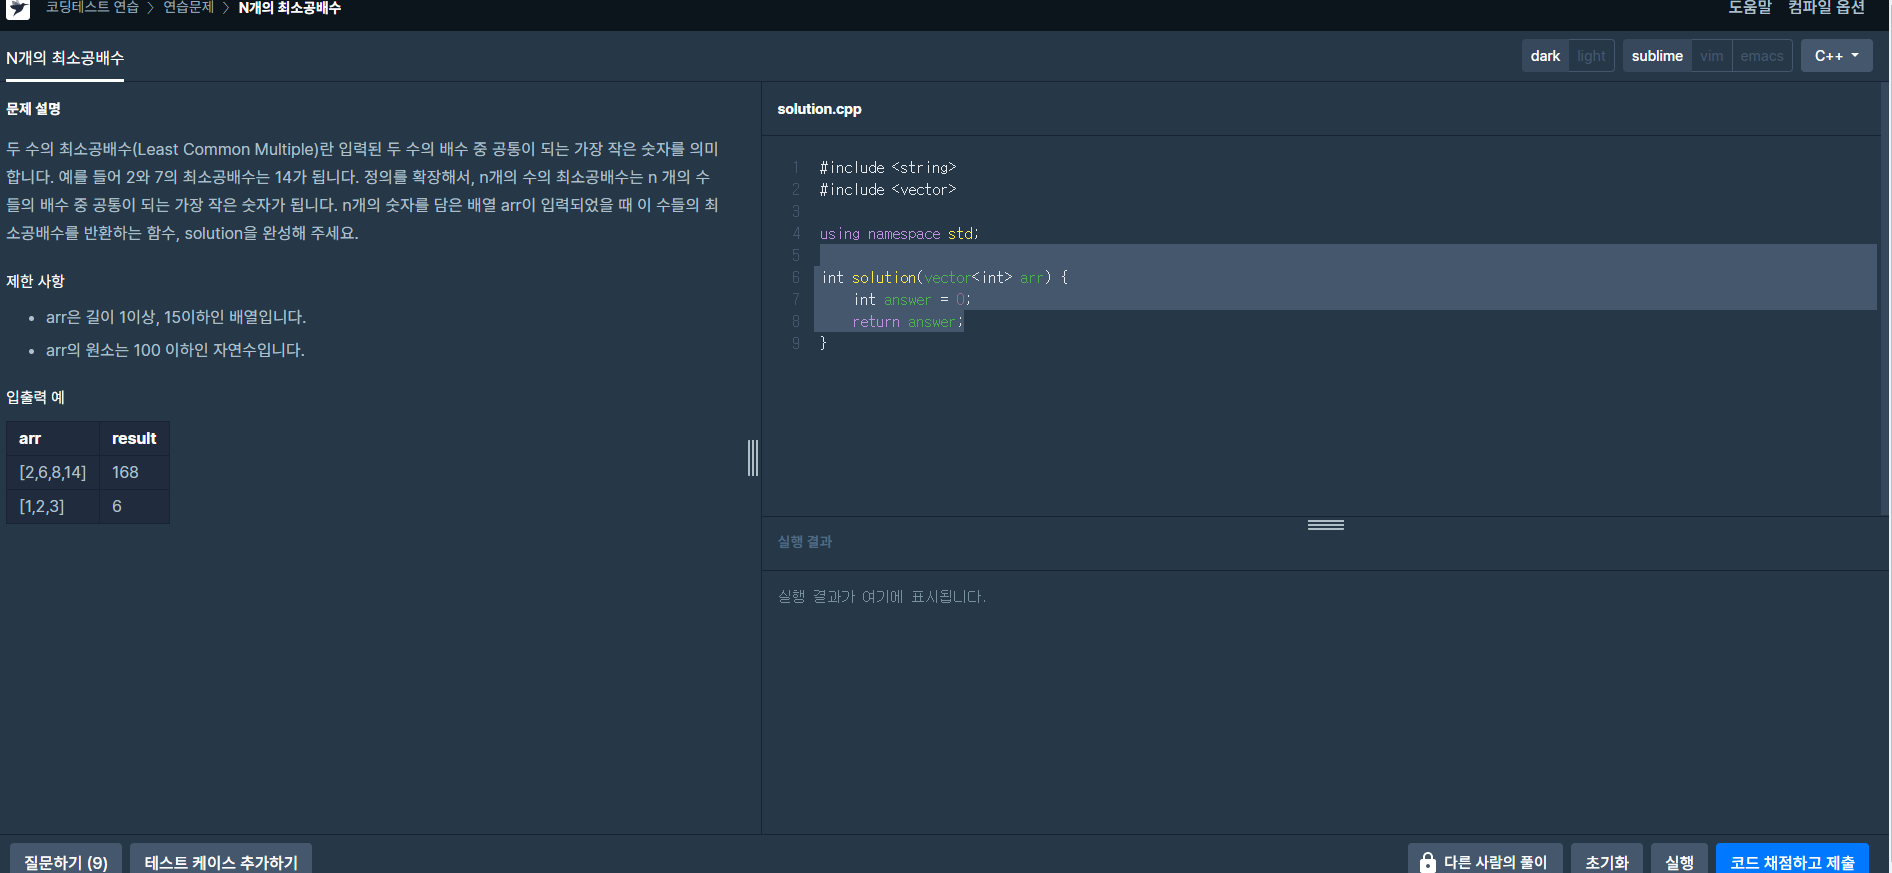 코딩테스트 연습 > 연습문제 > N개의 최소공배수
도움말 컴파일 옵션
N개의 최소공배수
dark light sublime vim emacs C++
문제 설명
두 수의 최소공배수(Least Common Multiple)란 입력된 두 수의 배수 중 공통이 되는 가장 작은 숫자를 의미
합니다. 예를 들어 2와 7의 최소공배수는 14가 됩니다. 정의를 확장해서, n개의 수의 최소공배수는 n 개의 수
들의 배수 중 공통이 되는 가장 작은 숫자가 됩니다. n개의 숫자를 담은 배열 arr이 입력되었을 때 이 수들의 최
소공배수를 반환하는 함수, solution을 완성해 주세요.
제한 사항
• arr은 길이 1이상, 15이하인 배열입니다.
• arr의 원소는 100 이하인 자연수입니다.
입출력 예
arr result
[2,6,8,14] 168
[1,2,3] 6
solution.cpp
1 #include <string>
2 #include <vector>
3
4 using namespace std;
5
6 int solution(vector<int> arr) {
7 int answer = 0;
8 return answer;
9 }
실행 결과
실행 결과가 여기에 표시됩니다.
질문하기 (9) 테스트 케이스 추가하기
다른 사람의 풀이 초기화 실행 코드 채점하고 제출